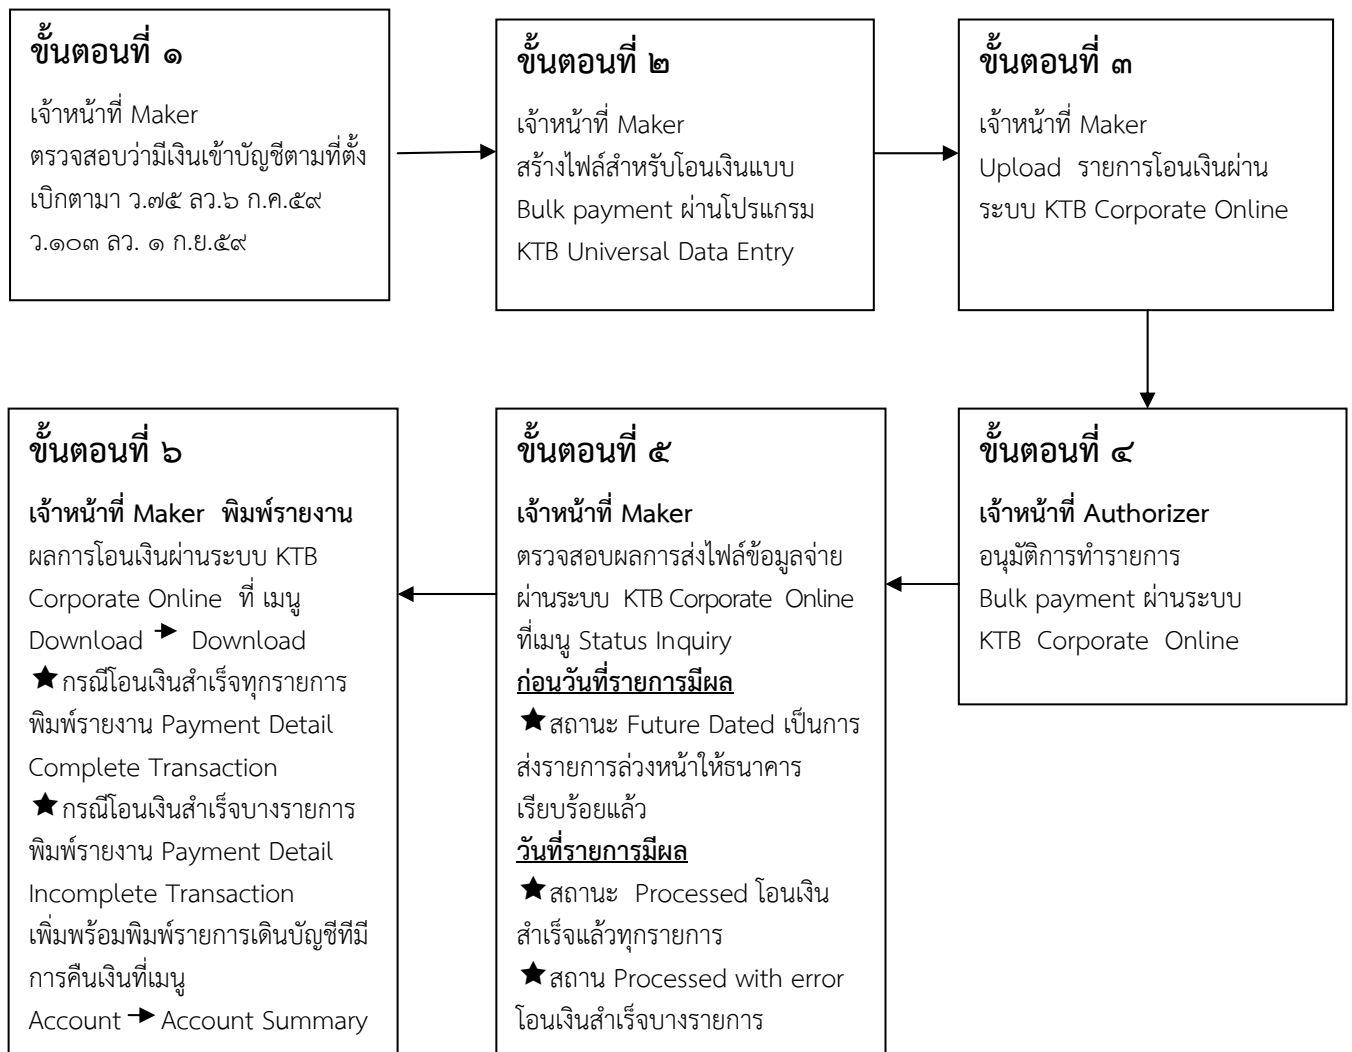 ขั้นตอนที่ ๑
เจ้าหน้าที่ Maker
ตรวจสอบว่ามีเงินเข้าบัญชีตามที่ตั้ง
เบิกตามา ว.๗๕ ลว.๖ ก.ค.๕๙
ว.๑๐๓ ลว. ๑ ก.ย.๕๙
ขั้นตอนที่ ๒
เจ้าหน้าที่ Maker
สร้างไฟล์สำหรับโอนเงินแบบ
Bulk payment ผ่านโปรแกรม
KTB Universal Data Entry
ขั้นตอนที่ ๓
เจ้าหน้าที่ Maker
Upload รายการโอนเงินผ่าน
ระบบ KTB Corporate Online
ขั้นตอนที่ ๔
เจ้าหน้าที่ Authorizer
อนุมัติการทำรายการ
Bulk payment ผ่านระบบ
KTB Corporate Online
ขั้นตอนที่ ๕
เจ้าหน้าที่ Maker
ตรวจสอบผลการส่งไฟล์ข้อมูลจ่าย
ผ่านระบบ KTB Corporate Online
ที่เมนู Status Inquiry
ก่อนวันที่รายการมีผล
★ สถานะ Future Dated เป็นการ
ส่งรายการล่วงหน้าให้ธนาคาร
เรียบร้อยแล้ว
วันที่รายการมีผล
★ สถานะ Processed โอนเงิน
สำเร็จแล้วทุกรายการ
★ สถาน Processed with error
โอนเงินสำเร็จบางรายการ
ขั้นตอนที่ ๖
เจ้าหน้าที่ Maker พิมพ์รายงาน
ผลการโอนเงินผ่านระบบ KTB
Corporate Online ที่ เมนู
Download → Download
★ กรณีโอนเงินสำเร็จทุกรายการ
พิมพ์รายงาน Payment Detail
Complete Transaction
★ กรณีโอนเงินสำเร็จบางรายการ
พิมพ์รายงาน Payment Detail
Incomplete Transaction
เพิ่มพร้อมพิมพ์รายการเดินบัญชีทีมี
การคืนเงินที่เมนู
Account → Account Summary